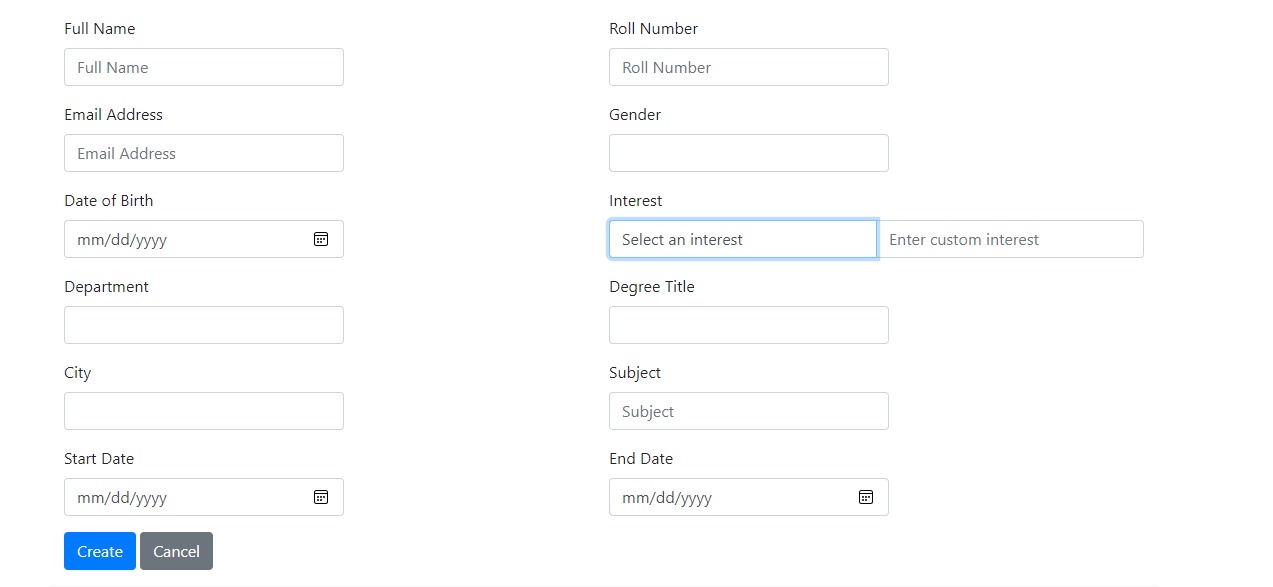 Full Name
Roll Number
Full Name
Roll Number
Email Address
Gender
Email Address
Date of Birth
Interest
mm/dd/yyyy
Select an interest
Enter custom interest
Department
Degree Title
City
Subject
Subject
Start Date
End Date
mm/dd/yyyy
mm/dd/yyyy
Create
Cancel